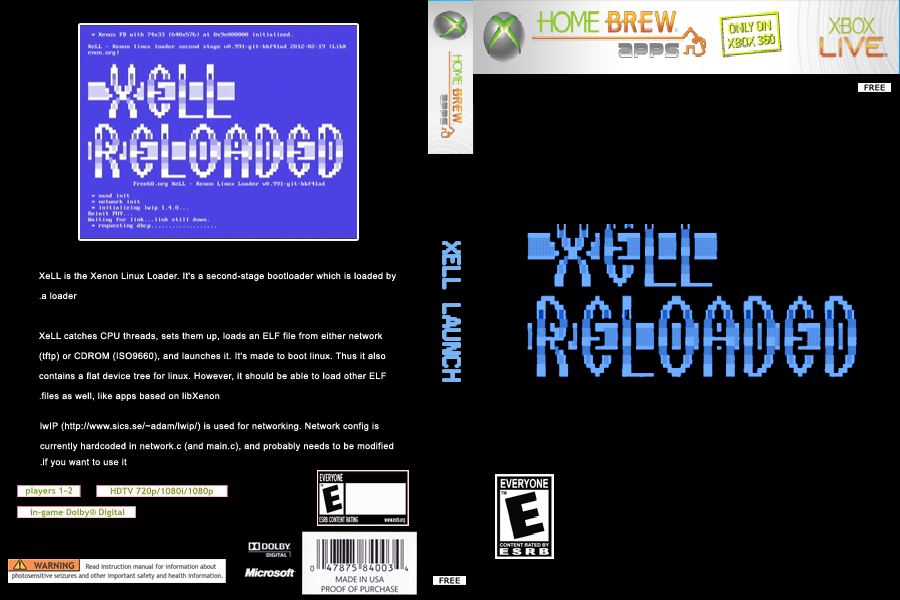 * Xenos FB with 74x33 (640x576) at 0x9e000000 initialized.
XeLL - Xenon linux loader second stage v0.991-git-bbf41ad 2012-02-19 (LibX
enon.org)
XELL
RELOADED
Free60.org XeLL - Xenon Linux Loader v0.991-git-bbf41ad
* nand init
* network init
* initializing lwip 1.4.0...
Reinit PHY...
Waiting for link...link still down.
* requesting dhcp...................
XeLL is the Xenon Linux Loader. It's a second-stage bootloader which is loaded by
.a loader
XeLL catches CPU threads, sets them up, loads an ELF file from either network
(tftp) or CDROM (ISO9660), and launches it. It's made to boot linux. Thus it also
contains a flat device tree for linux. However, it should be able to load other ELF
.files as well, like apps based on libXenon
lwIP (http://www.sics.se/~adam/lwip/) is used for networking. Network config is
currently hardcoded in network.c (and main.c), and probably needs to be modified
.if you want to use it
players 1-2
HDTV 720p/1080i/1080p
in-game Dolby® Digital
EVERYONE
E
ESRB CONTENT RATING www.esrb.org
WARNING Read instruction manual for information about
photosensitive seizures and other important safety and health information.
DOLBY
DIGITAL
Microsoft
0 47875 84003 4
MADE IN USA
PROOF OF PURCHASE
HOME BREW
apps
XELL LAUNCH
FREE
HOME BREW
apps
ONLY ON
XBOX 360
XBOX
LIVE
FREE
XELL
RELOADED
EVERYONE
E
CONTENT RATED BY
ESRB